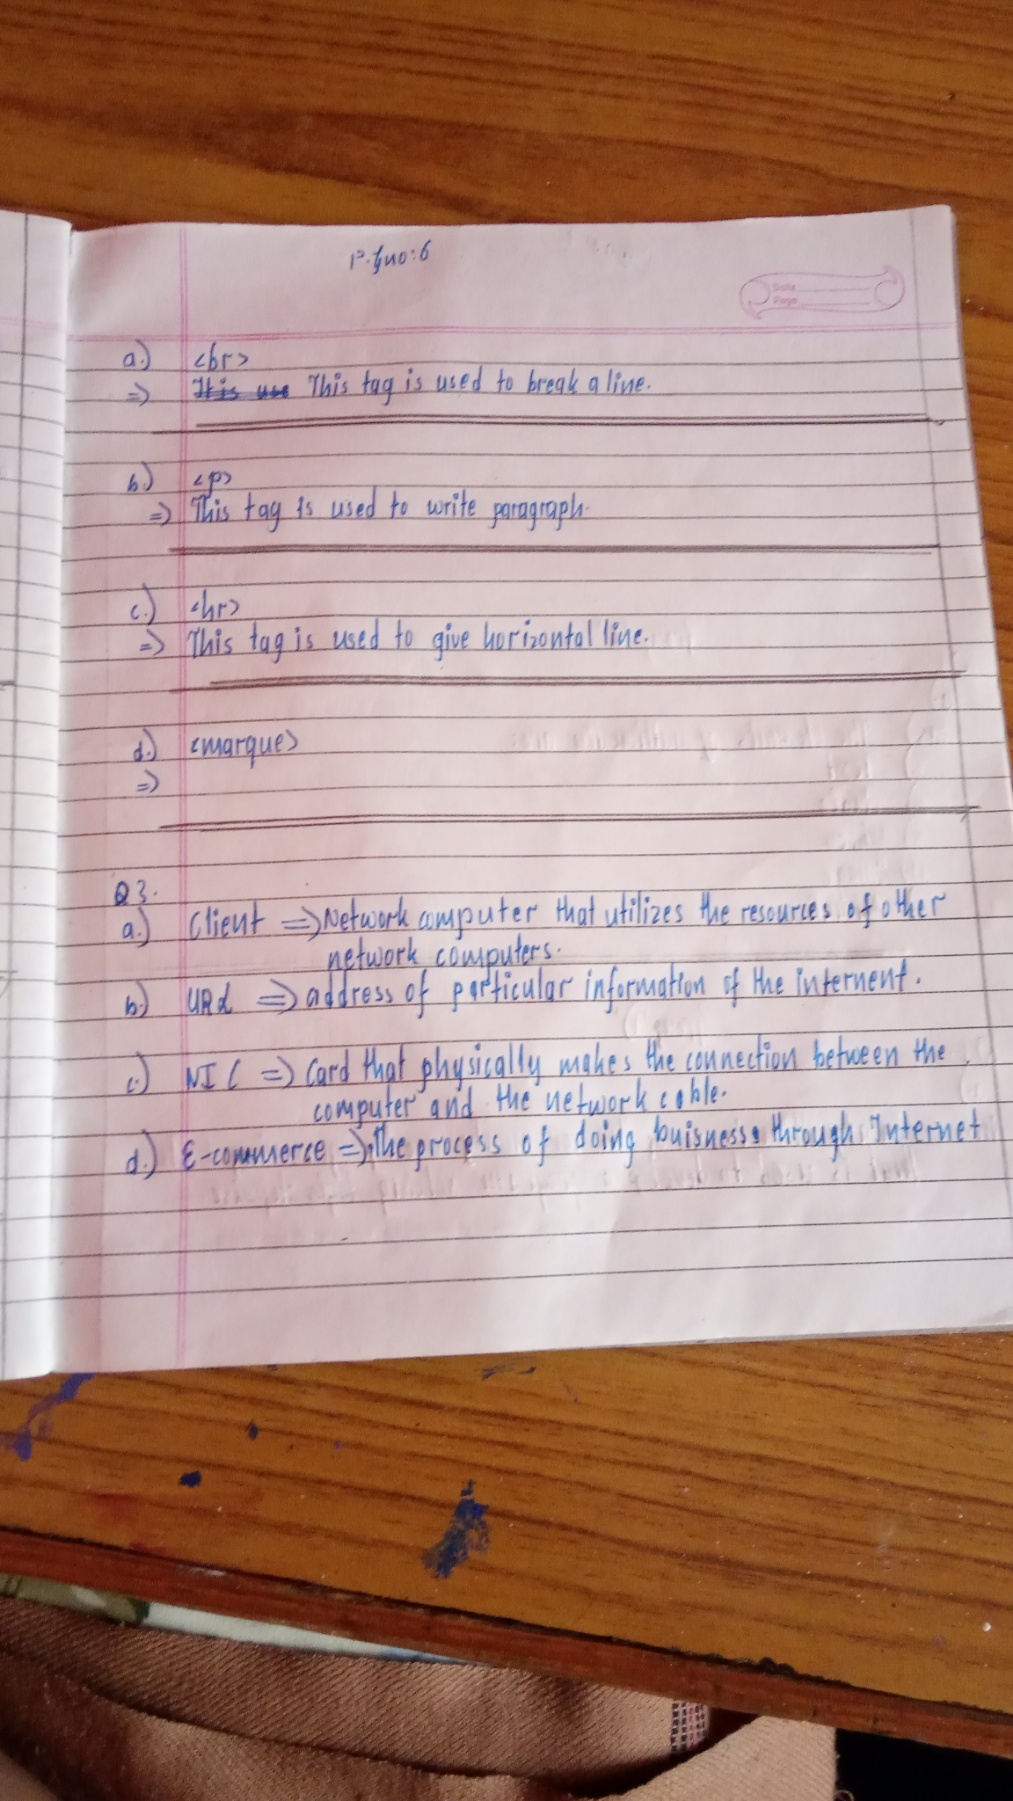 P.gno:6
Date
Page
a.) <br>
=> It is use This tag is used to break a line.
b.) <p>
=> This tag is used to write paragraph.
c.) <hr>
=> This tag is used to give horizontal line.
d.) <marque>
=>
Q3.
a.) Client => Network computer that utilizes the resources of other
network computers.
b.) URL => address of particular information of the internent.
c.) NIC => Card that physically makes the connection between the
computer and the network cable.
d.) E-commerce => The process of doing buisness through Internet